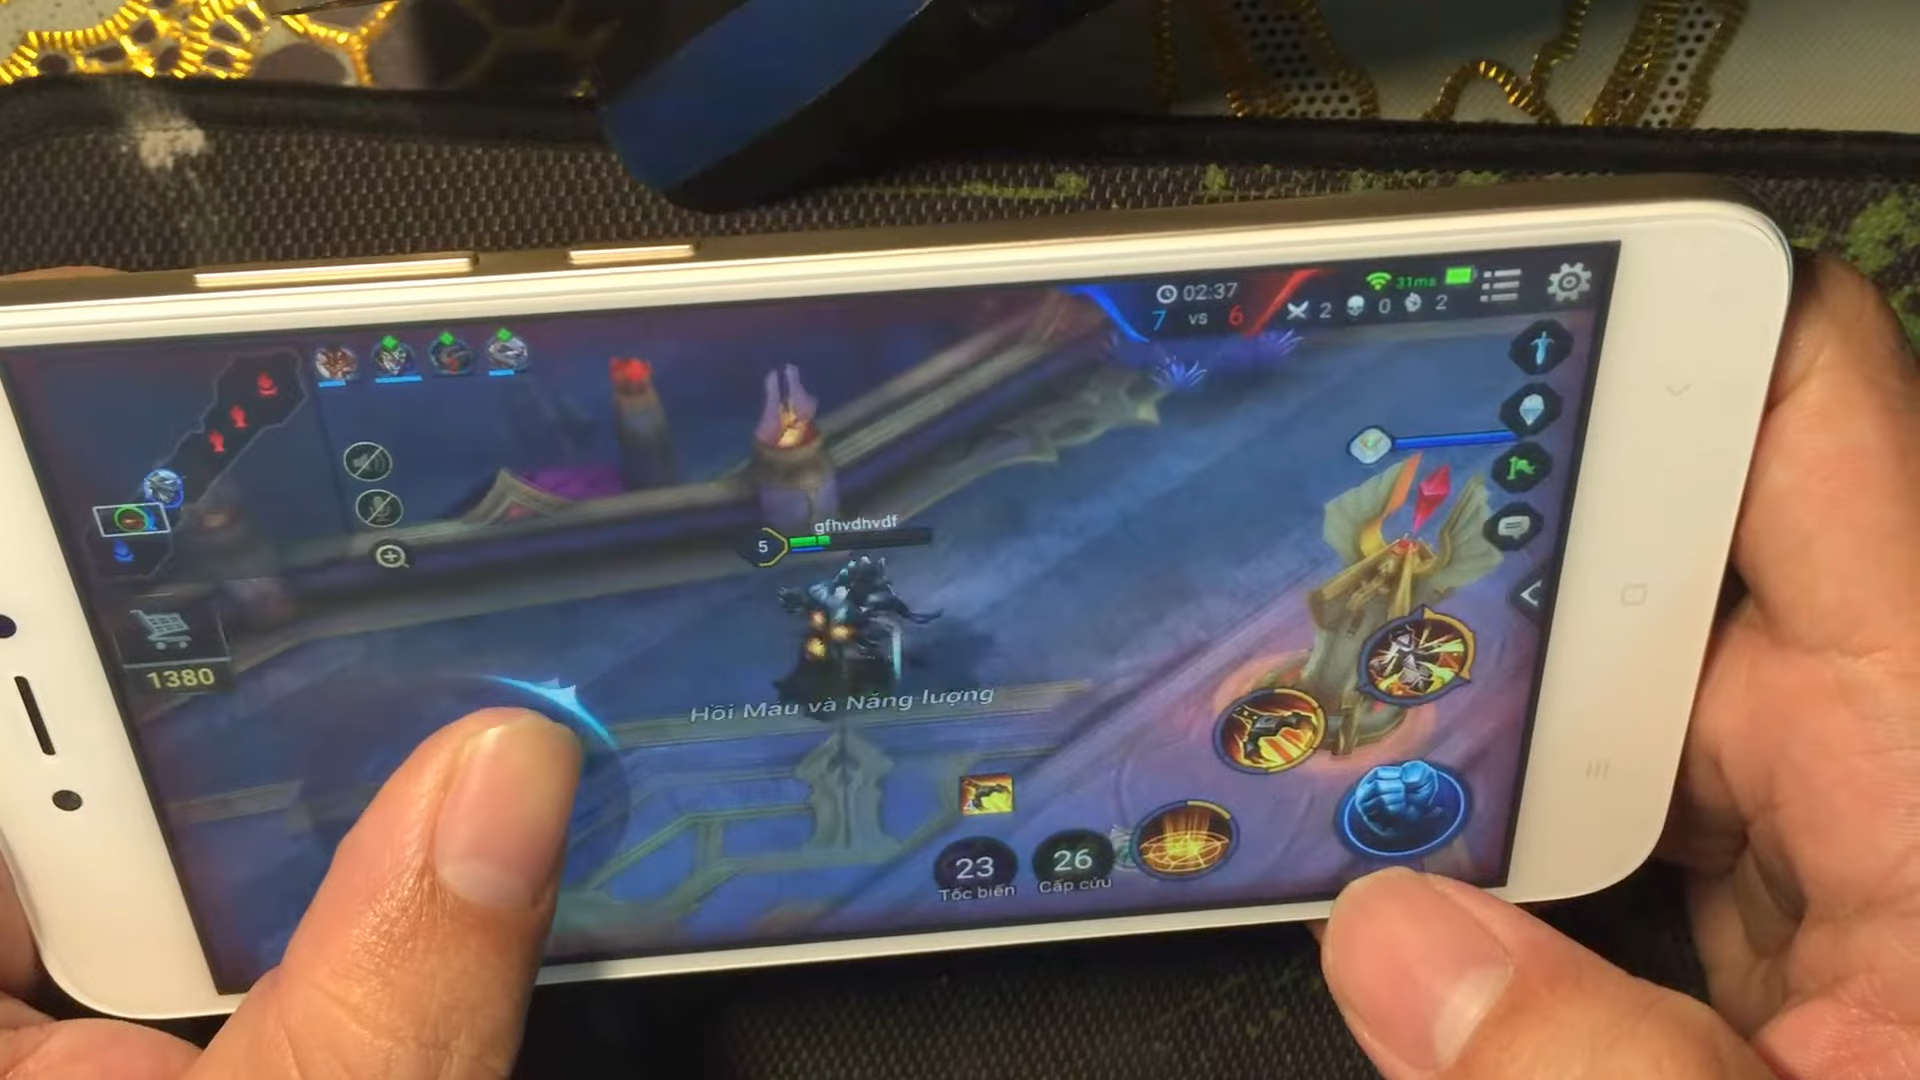 02:37
31ms
7 vs 6
2 0 2
gfhvdhvdf
5
1380
Hồi Máu và Năng lượng
23
Tốc biến
26
Cấp cứu